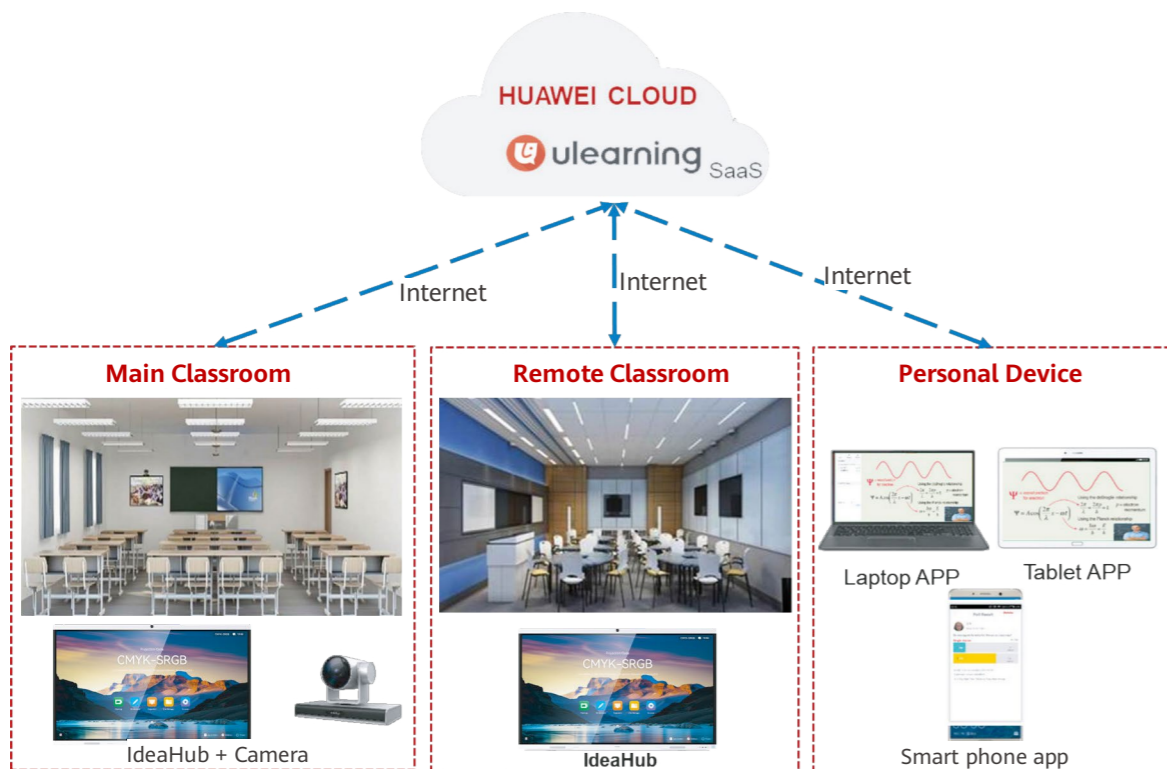 HUAWEI CLOUD
ulearning SaaS
Internet
Internet
Internet
Main Classroom
Remote Classroom
Personal Device
CMYK-SRGB
CMYK-SRGB
Laptop APP
Tablet APP
IdeaHub + Camera
IdeaHub
Smart phone app